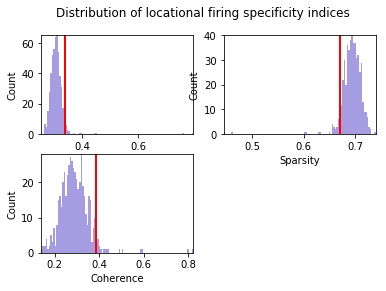 Distribution of locational firing specificity indices
Count
60
40
20
0
0.4 0.6
Count
40
30
20
10
0
0.5 0.6 0.7
Sparsity
Count
20
10
0
0.2 0.4 0.6 0.8
Coherence